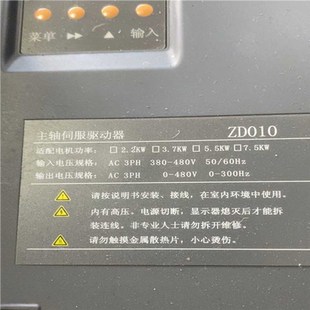 菜单 ▶▶ ▲ 输入
主轴伺服驱动器 ZD010
适配电机功率: □2.2KW □3.7KW □5.5KW □7.5KW
输入电压规格: AC 3PH 380-480V 50/60Hz
输出电压规格: AC 3PH 0-480V 0-300Hz
请按说明书安装、接线，在室内环境中使用。
内有高压、电源切断，显示器熄灭后才能拆
装连线。非专业人士请勿拆开维修。
请勿触摸金属散热片，小心烫伤。